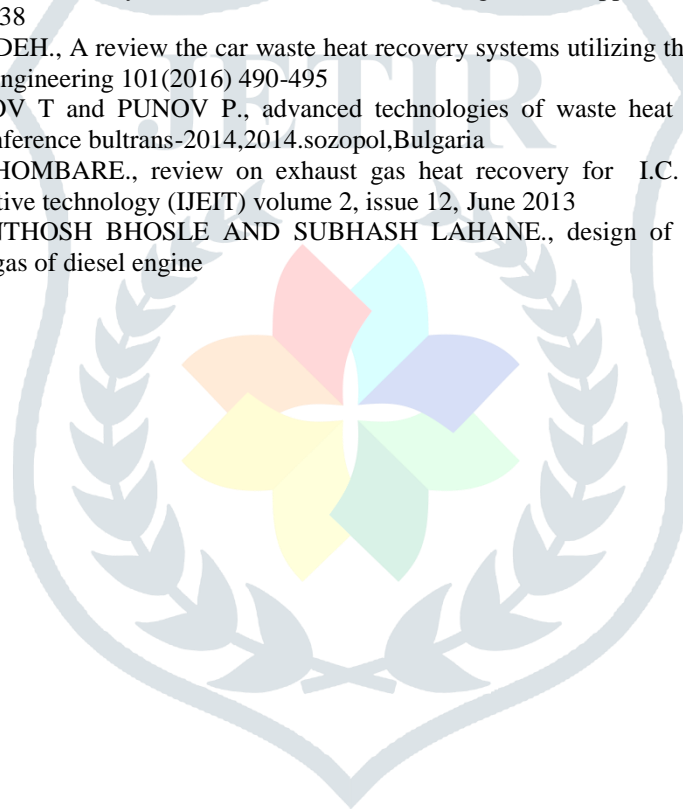 38
DEH., A review the car waste heat recovery systems utilizing th
ngineering 101(2016) 490-495
OV T and PUNOV P., advanced technologies of waste heat
nference bultrans-2014,2014.sozopol,Bulgaria
HOMBARE., review on exhaust gas heat recovery for I.C.
tive technology (IJEIT) volume 2, issue 12, June 2013
NTHOSH BHOSLE AND SUBHASH LAHANE., design of
gas of diesel engine
JETIR